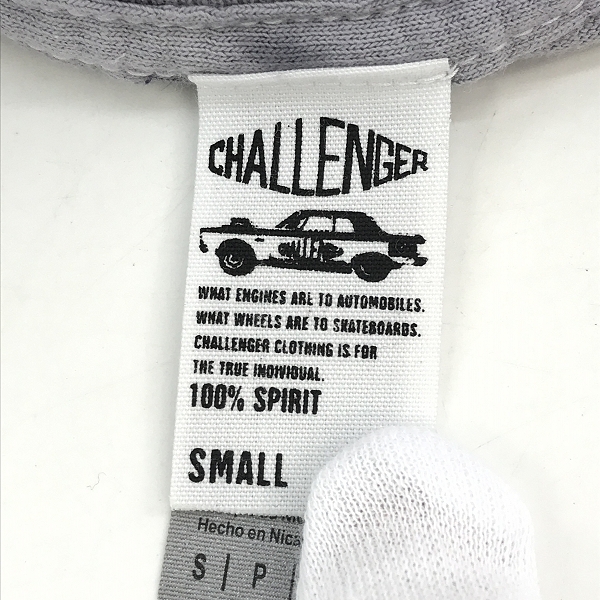 CHALLENGER
WHAT ENGINES ARE TO AUTOMOBILES.
WHAT WHEELS ARE TO SKATEBOARDS.
CHALLENGER CLOTHING IS FOR
THE TRUE INDIVIDUAL.
100% SPIRIT
SMALL
Hecho en Nica
S | P |